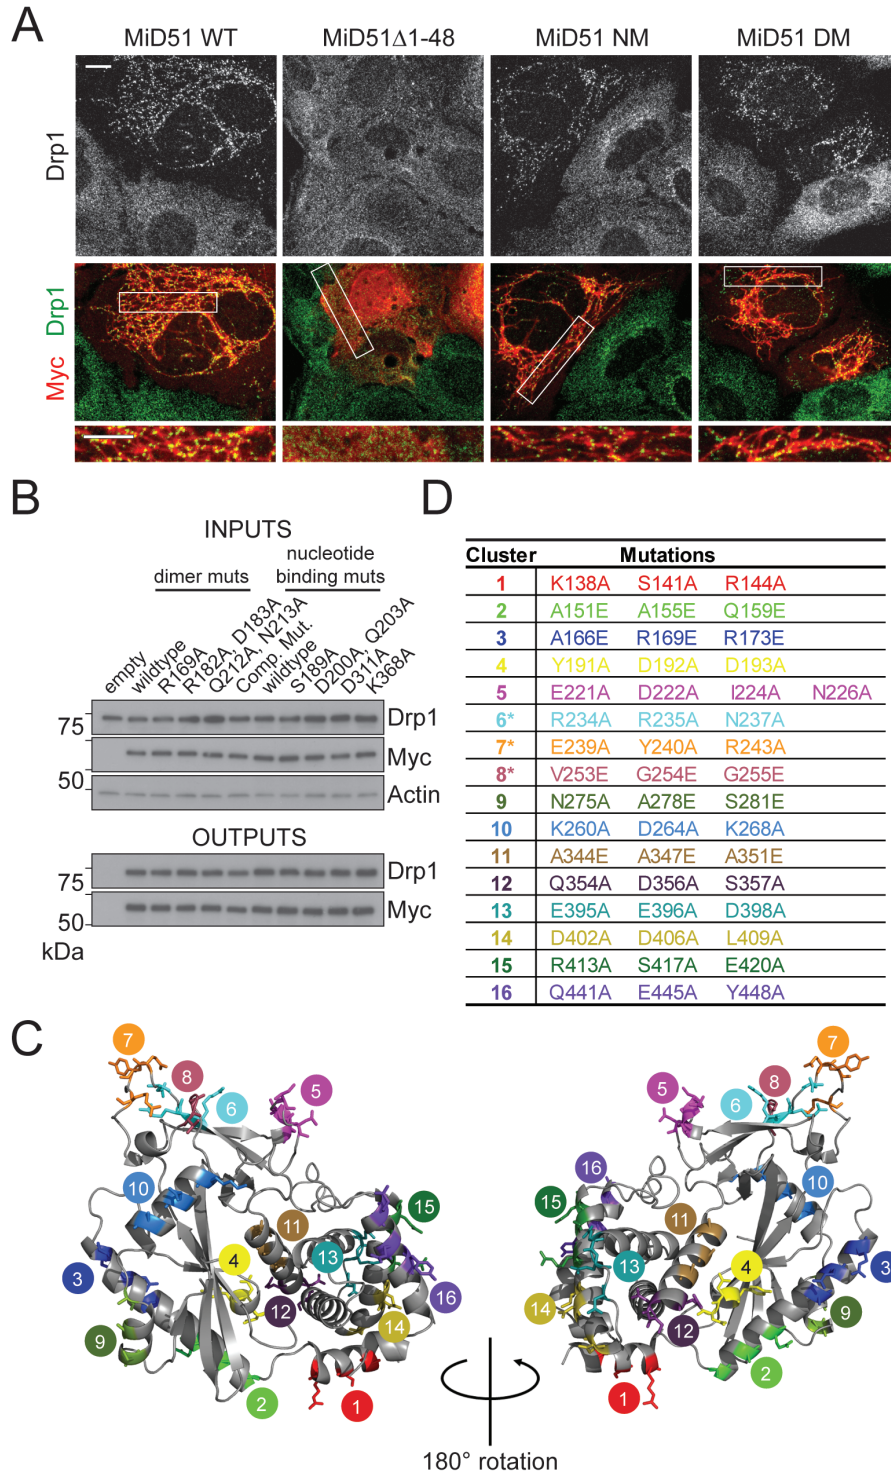 A
MiD51 WT MiD51Δ1-48 MiD51 NM MiD51 DM
Drp1
Myc Drp1
B
INPUTS
dimer muts
nucleotide
binding muts
empty
wildtype
R169A
R182A, D183A
Q212A, N213A
Comp. Mut.
wildtype
S189A
D200A, Q203A
D311A
K368A
75 Drp1
Myc
50
Actin
OUTPUTS
75 Drp1
50 Myc
kDa
D
Cluster Mutations
1 K138A S141A R144A
2 A151E A155E Q159E
3 A166E R169E R173E
4 Y191A D192A D193A
5 E221A D222A I224A N226A
6* R234A R235A N237A
7* E239A Y240A R243A
8* V253E G254E G255E
9 N275A A278E S281E
10 K260A D264A K268A
11 A344E A347E A351E
12 Q354A D356A S357A
13 E395A E396A D398A
14 D402A D406A L409A
15 R413A S417A E420A
16 Q441A E445A Y448A
C
7
8
6
5
10
11
15
13
3
4
16
12
9
14
2
1
7
8
5
6
16
10
15
11
13
4
3
14
12
9
2
1
180° rotation